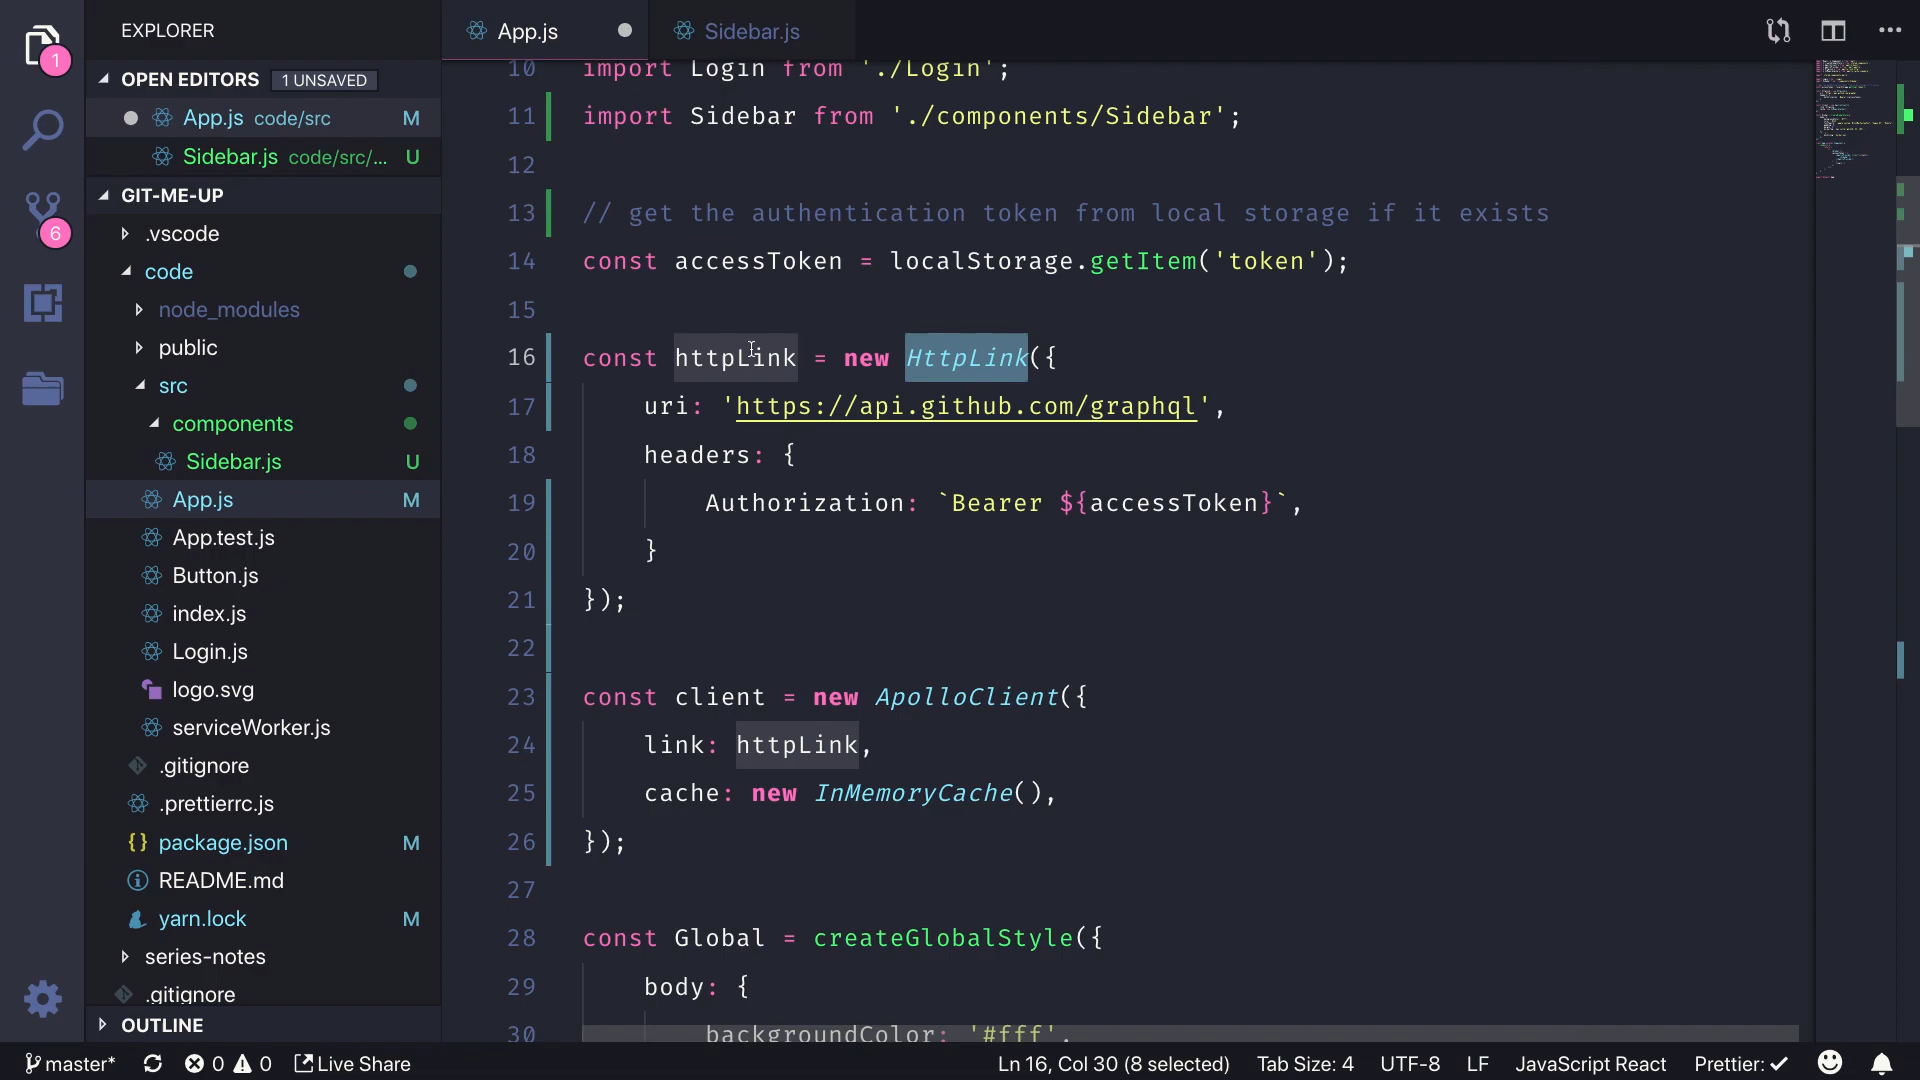 EXPLORER
App.js
Sidebar.js
1
OPEN EDITORS 1 UNSAVED
App.js code/src M
Sidebar.js code/src/... U
GIT-ME-UP
6
.vscode
code
node_modules
public
src
components
Sidebar.js U
App.js M
App.test.js
Button.js
index.js
Login.js
logo.svg
serviceWorker.js
.gitignore
.prettierrc.js
{} package.json M
README.md
yarn.lock M
series-notes
.gitignore
OUTLINE
10 import Login from './Login';
11 import Sidebar from './components/Sidebar';
12
13 // get the authentication token from local storage if it exists
14 const accessToken = localStorage.getItem('token');
15
16 const httpLink = new HttpLink({
17 uri: 'https://api.github.com/graphql',
18 headers: {
19 Authorization: `Bearer ${accessToken}`,
20 }
21 });
22
23 const client = new ApolloClient({
24 link: httpLink,
25 cache: new InMemoryCache(),
26 });
27
28 const Global = createGlobalStyle({
29 body: {
30 backgroundColor: '#fff',
master* 0 0 Live Share
Ln 16, Col 30 (8 selected) Tab Size: 4 UTF-8 LF JavaScript React Prettier: ✓